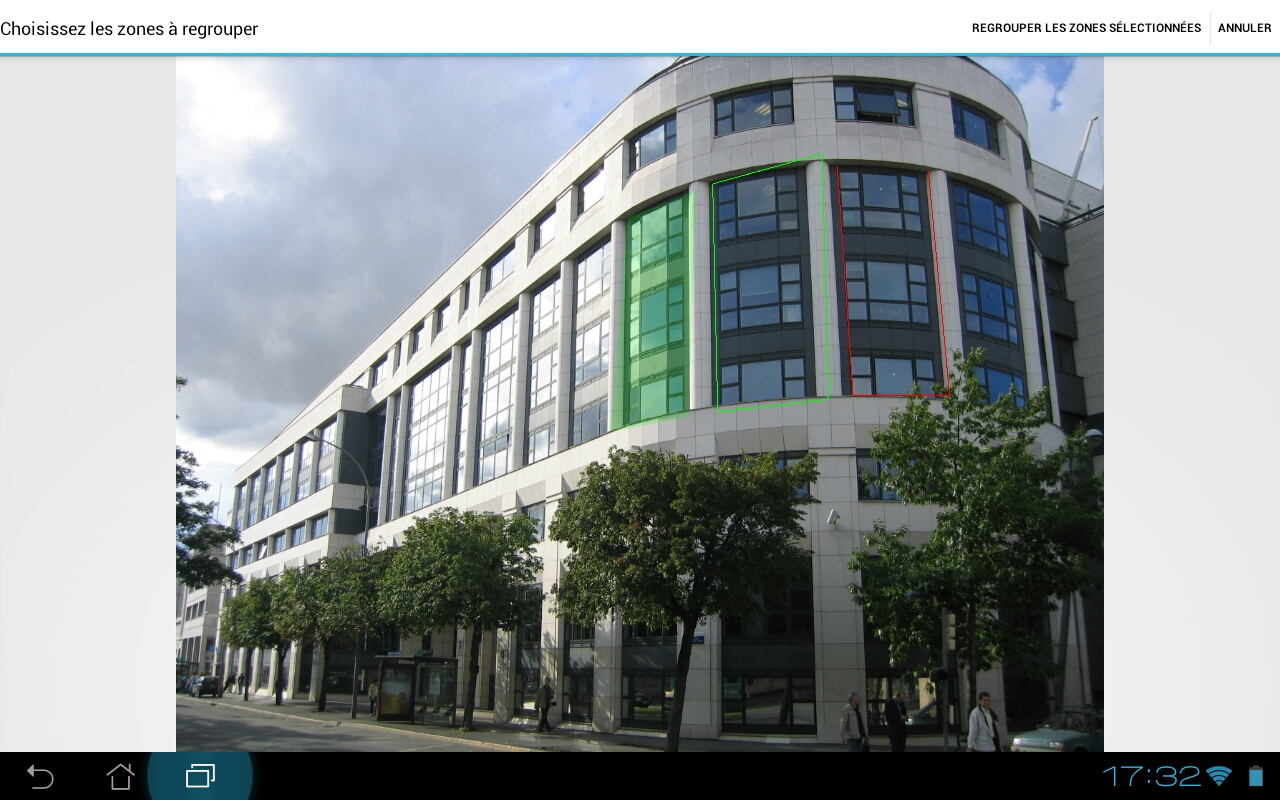 Choisissez les zones à regrouper
REGROUPER LES ZONES SÉLECTIONNÉES
ANNULER
17:32